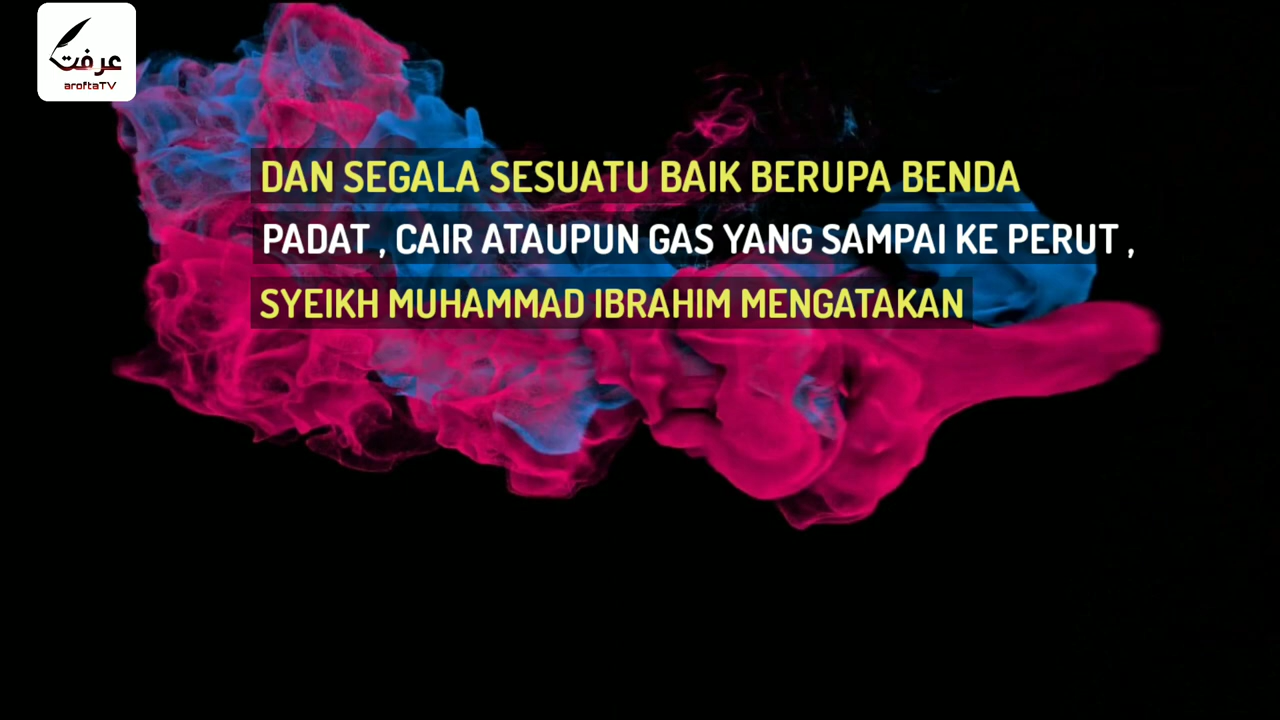 عرفت
aroftaTV
DAN SEGALA SESUATU BAIK BERUPA BENDA
PADAT , CAIR ATAUPUN GAS YANG SAMPAI KE PERUT ,
SYEIKH MUHAMMAD IBRAHIM MENGATAKAN